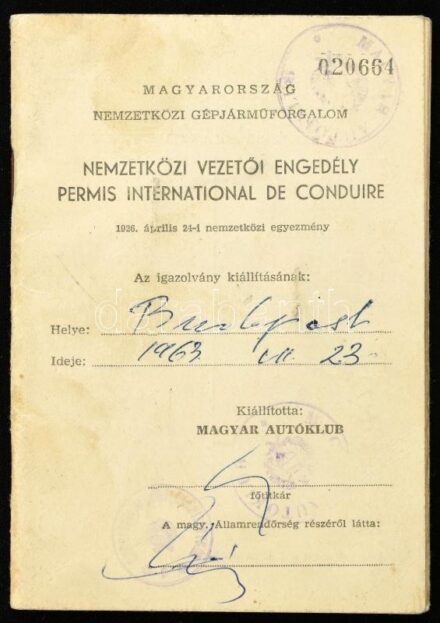 020664
MAGYARORSZÁG
NEMZETKÖZI GÉPJÁRMŰFORGALOM
NEMZETKÖZI VEZETŐI ENGEDÉLY
PERMIS INTERNATIONAL DE CONDUIRE
1926. április 24-i nemzetközi egyezmény
Az igazolvány kiállításának:
Helye: Budapest
Ideje: 1963. VII. 23.
Kiállította:
MAGYAR AUTÓKLUB
főtitkár
A magy. Államrendőrség részéről látta: